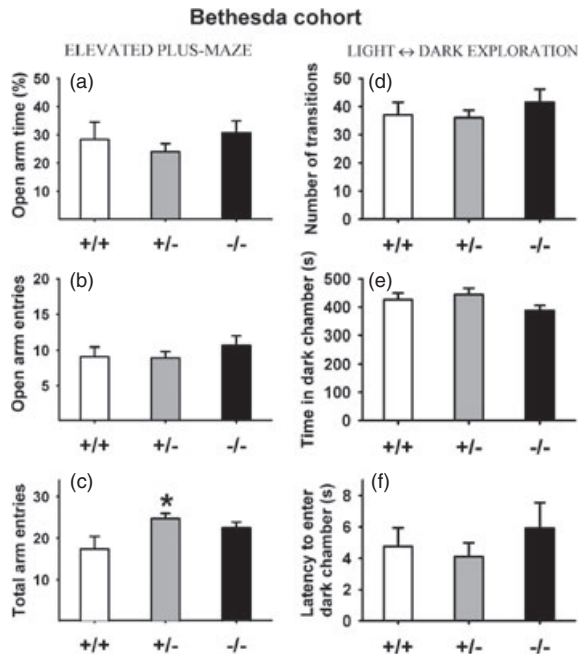 Bethesda cohort
ELEVATED PLUS-MAZE
LIGHT ↔ DARK EXPLORATION
(a)
Open arm time (%)
50
40
30
20
10
+/+ +/- -/-
(d)
Number of transitions
50
40
30
20
10
0
+/+ +/- -/-
(b)
Open arm entries
20
15
10
5
+/+ +/- -/-
(e)
Time in dark chamber (s)
500
400
300
200
100
0
+/+ +/- -/-
(c)
Total arm entries
30
20
10
*
+/+ +/- -/-
(f)
Latency to enter
dark chamber (s)
8
6
4
2
0
+/+ +/- -/-